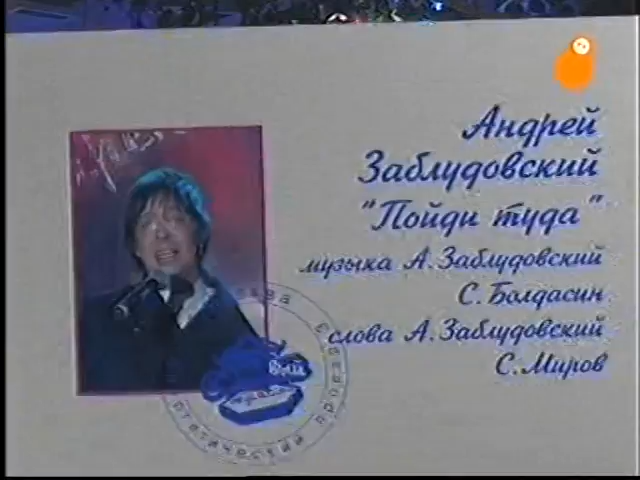 Андрей
Заблудовский
"Пойди туда"
музыка А. Заблудовский
С. Болдасин
слова А. Заблудовский
С. Миров